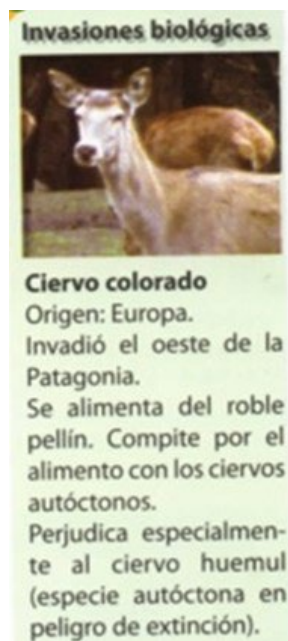 Invasiones biológicas
Ciervo colorado
Origen: Europa.
Invadió el oeste de la
Patagonia.
Se alimenta del roble
pellín. Compite por el
alimento con los ciervos
autóctonos.
Perjudica especialmen-
te al ciervo huemul
(especie autóctona en
peligro de extinción).